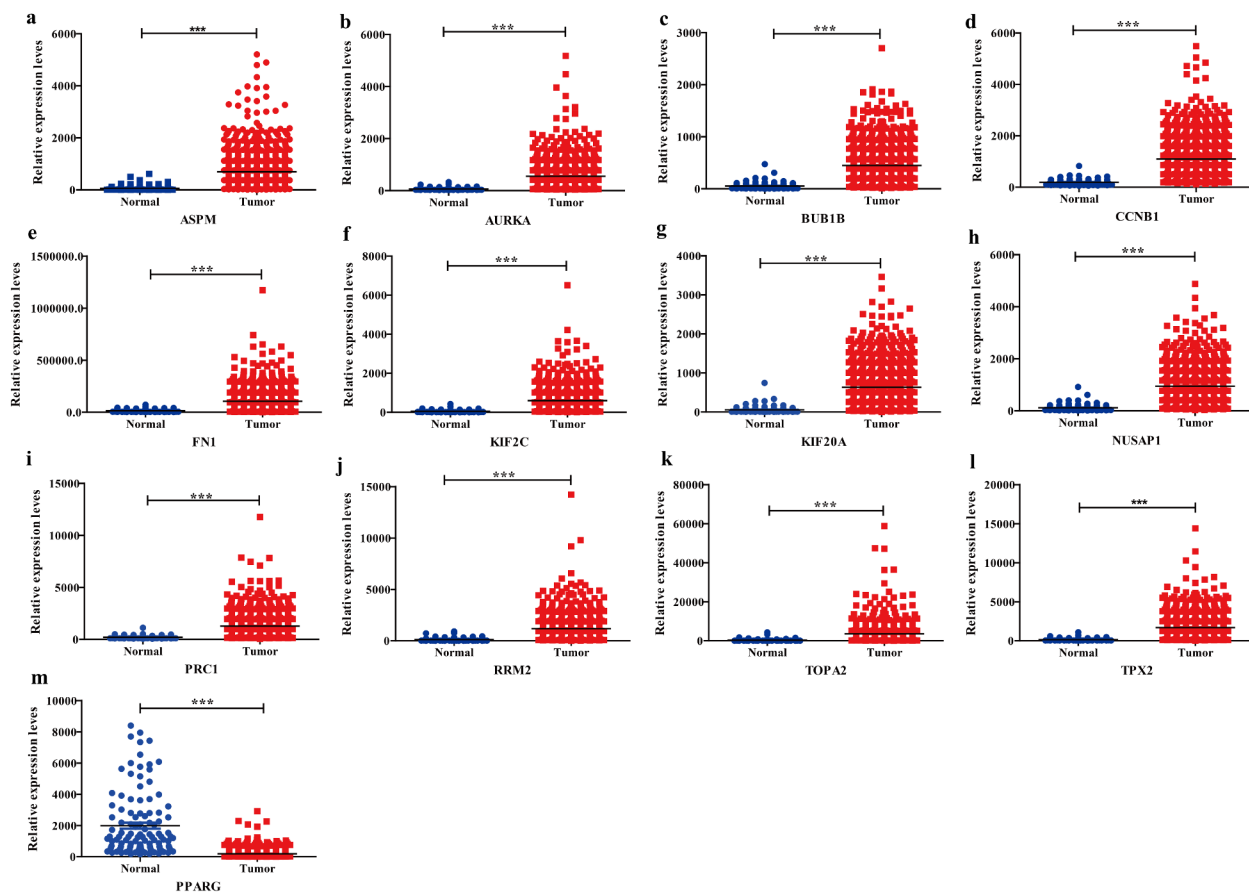 a
***
Relative expression leves
6000
4000
2000
0
Normal
Tumor
ASPM
b
***
Relative expression leves
6000
4000
2000
0
Normal
Tumor
AURKA
c
***
Relative expression leves
3000
2000
1000
0
Normal
Tumor
BUB1B
d
***
Relative expression leves
6000
4000
2000
0
Normal
Tumor
CCNB1
e
***
Relative expression leves
1500000.0
1000000.0
500000.0
0.0
Normal
Tumor
FN1
f
***
Relative expression leves
8000
6000
4000
2000
0
Normal
Tumor
KIF2C
g
***
Relative expression leves
4000
3000
2000
1000
0
Normal
Tumor
KIF20A
h
***
Relative expression leves
6000
4000
2000
0
Normal
Tumor
NUSAP1
i
***
Relative expression leves
15000
10000
5000
0
Normal
Tumor
PRC1
j
***
Relative expression leves
15000
10000
5000
0
Normal
Tumor
RRM2
k
***
Relative expression leves
80000
60000
40000
20000
0
Normal
Tumor
TOPA2
l
***
Relative expression leves
20000
15000
10000
5000
0
Normal
Tumor
TPX2
m
***
Relative expression leves
10000
8000
6000
4000
2000
0
Normal
Tumor
PPARG